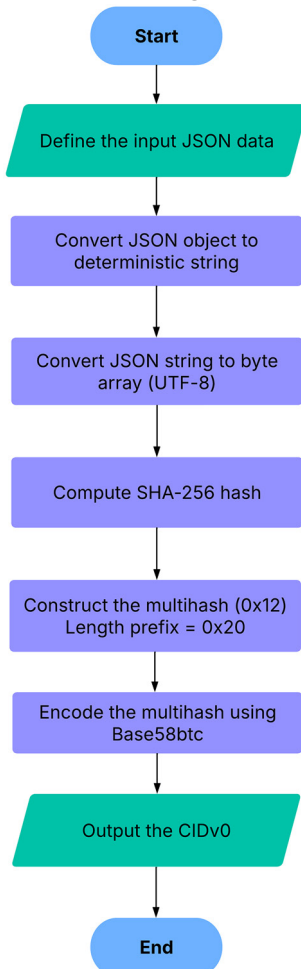 Start
Define the input JSON data
Convert JSON object to
deterministic string
Convert JSON string to byte
array (UTF-8)
Compute SHA-256 hash
Construct the multihash (0x12)
Length prefix = 0x20
Encode the multihash using
Base58btc
Output the CIDv0
End